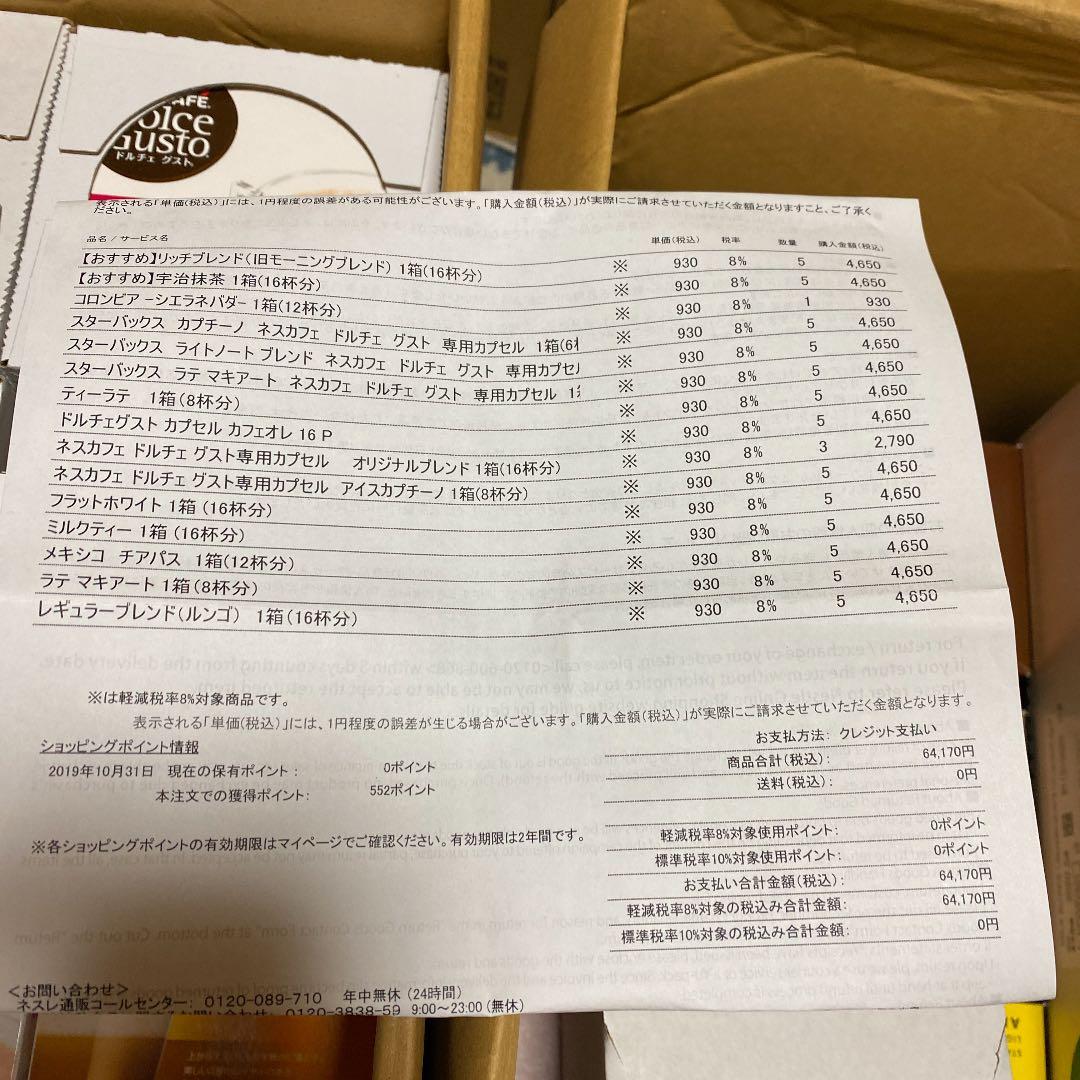 AFÉ
olce
Gusto
ドルチェ グスト
表示される「単価(税込)」には、1円程度の誤差がある可能性がございます。「購入金額(税込)」が実際にご請求させていただく金額となりますこと、ご了承く
ださい。
品名 / サービス名 単価(税込) 税率 数量 購入金額(税込)
【おすすめ】リッチブレンド(旧モーニングブレンド) 1箱(16杯分) ※ 930 8% 5 4,650
【おすすめ】宇治抹茶 1箱(16杯分) ※ 930 8% 5 4,650
コロンビア -シエラネバダ- 1箱(12杯分) ※ 930 8% 1 930
スターバックス カプチーノ ネスカフェ ドルチェ グスト 専用カプセル 1箱(6 ※ 930 8% 5 4,650
スターバックス ライトノート ブレンド ネスカフェ ドルチェ グスト 専用カプセル ※ 930 8% 5 4,650
スターバックス ラテ マキアート ネスカフェ ドルチェ グスト 専用カプセル 1 ※ 930 8% 5 4,650
ティーラテ 1箱(8杯分) ※ 930 8% 5 4,650
ドルチェグスト カプセル カフェオレ 16 P ※ 930 8% 5 4,650
ネスカフェ ドルチェ グスト専用カプセル オリジナルブレンド 1箱(16杯分) ※ 930 8% 3 2,790
ネスカフェ ドルチェ グスト専用カプセル アイスカプチーノ 1箱(8杯分) ※ 930 8% 5 4,650
フラットホワイト 1箱 (16杯分) ※ 930 8% 5 4,650
ミルクティー 1箱 (16杯分) ※ 930 8% 5 4,650
メキシコ チアパス 1箱(12杯分) ※ 930 8% 5 4,650
ラテ マキアート 1箱(8杯分) ※ 930 8% 5 4,650
レギュラーブレンド(ルンゴ) 1箱(16杯分) ※ 930 8% 5 4,650
※は軽減税率8%対象商品です。
表示される「単価(税込)」には、1円程度の誤差が生じる場合がございます。「購入金額(税込)」が実際にご請求させていただく金額となります。
お支払方法: クレジット支払い
商品合計(税込): 64,170円
送料(税込): 0円
ショッピングポイント情報
2019年10月31日 現在の保有ポイント: 0ポイント
本注文での獲得ポイント: 552ポイント
※各ショッピングポイントの有効期限はマイページでご確認ください。有効期限は2年間です。
軽減税率8%対象使用ポイント: 0ポイント
標準税率10%対象使用ポイント: 0ポイント
お支払い合計金額(税込): 64,170円
軽減税率8%対象の税込み合計金額: 64,170円
標準税率10%対象の税込み合計金額: 0円
<お問い合わせ>
ネスレ通販コールセンター: 0120-089-710 年中無休 (24時間)
するお問い合わせ: 0120-3838-59 9:00~23:00 (無休)